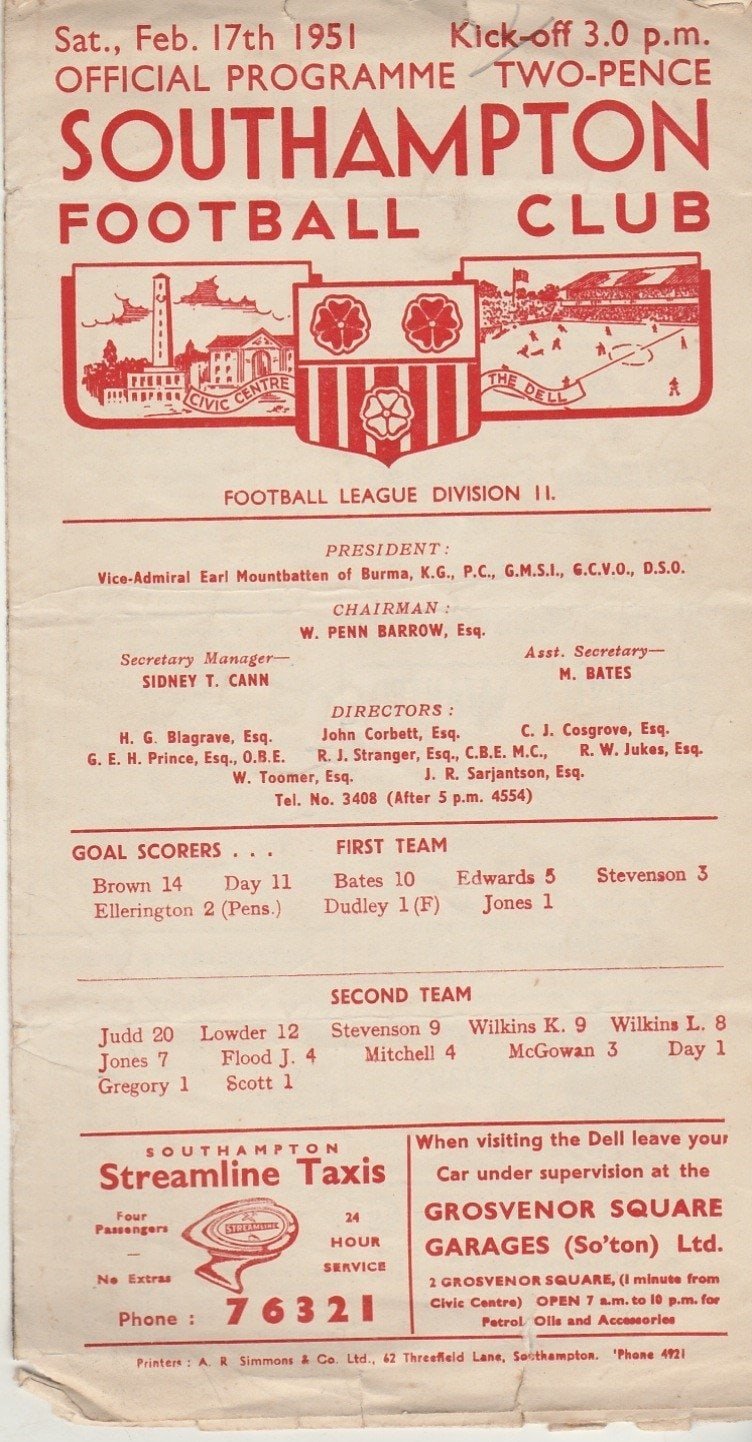 Sat., Feb. 17th 1951 Kick-off 3.0 p.m.
OFFICIAL PROGRAMME TWO-PENCE
SOUTHAMPTON
FOOTBALL CLUB
CIVIC CENTRE
THE DELL
FOOTBALL LEAGUE DIVISION II.
PRESIDENT:
Vice-Admiral Earl Mountbatten of Burma, K.G., P.C., G.M.S.I., G.C.V.O., D.S.O.
CHAIRMAN:
W. PENN BARROW, Esq.
Secretary Manager— Asst. Secretary—
SIDNEY T. CANN M. BATES
DIRECTORS:
H. G. Blagrave, Esq. John Corbett, Esq. C. J. Cosgrove, Esq.
G. E. H. Prince, Esq., O.B.E. R. J. Stranger, Esq., C.B.E. M.C., R. W. Jukes, Esq.
W. Toomer, Esq. J. R. Sarjantson, Esq.
Tel. No. 3408 (After 5 p.m. 4554)
GOAL SCORERS . . . FIRST TEAM
Brown 14 Day 11 Bates 10 Edwards 5 Stevenson 3
Ellerington 2 (Pens.) Dudley 1 (F) Jones 1
SECOND TEAM
Judd 20 Lowder 12 Stevenson 9 Wilkins K. 9 Wilkins L. 8
Jones 7 Flood J. 4 Mitchell 4 McGowan 3 Day 1
Gregory 1 Scott 1
SOUTHAMPTON
Streamline Taxis
Four
Passengers
—
No Extras
STREAMLINE
24
HOUR
SERVICE
Phone : 76321
When visiting the Dell leave your
Car under supervision at the
GROSVENOR SQUARE
GARAGES (So'ton) Ltd.
2 GROSVENOR SQUARE, (1 minute from
Civic Centre) OPEN 7 a.m. to 10 p.m. for
Petrol Oils and Accessories
Printers : A. R Simmons & Co. Ltd., 62 Threefield Lane, Southampton. 'Phone 4921